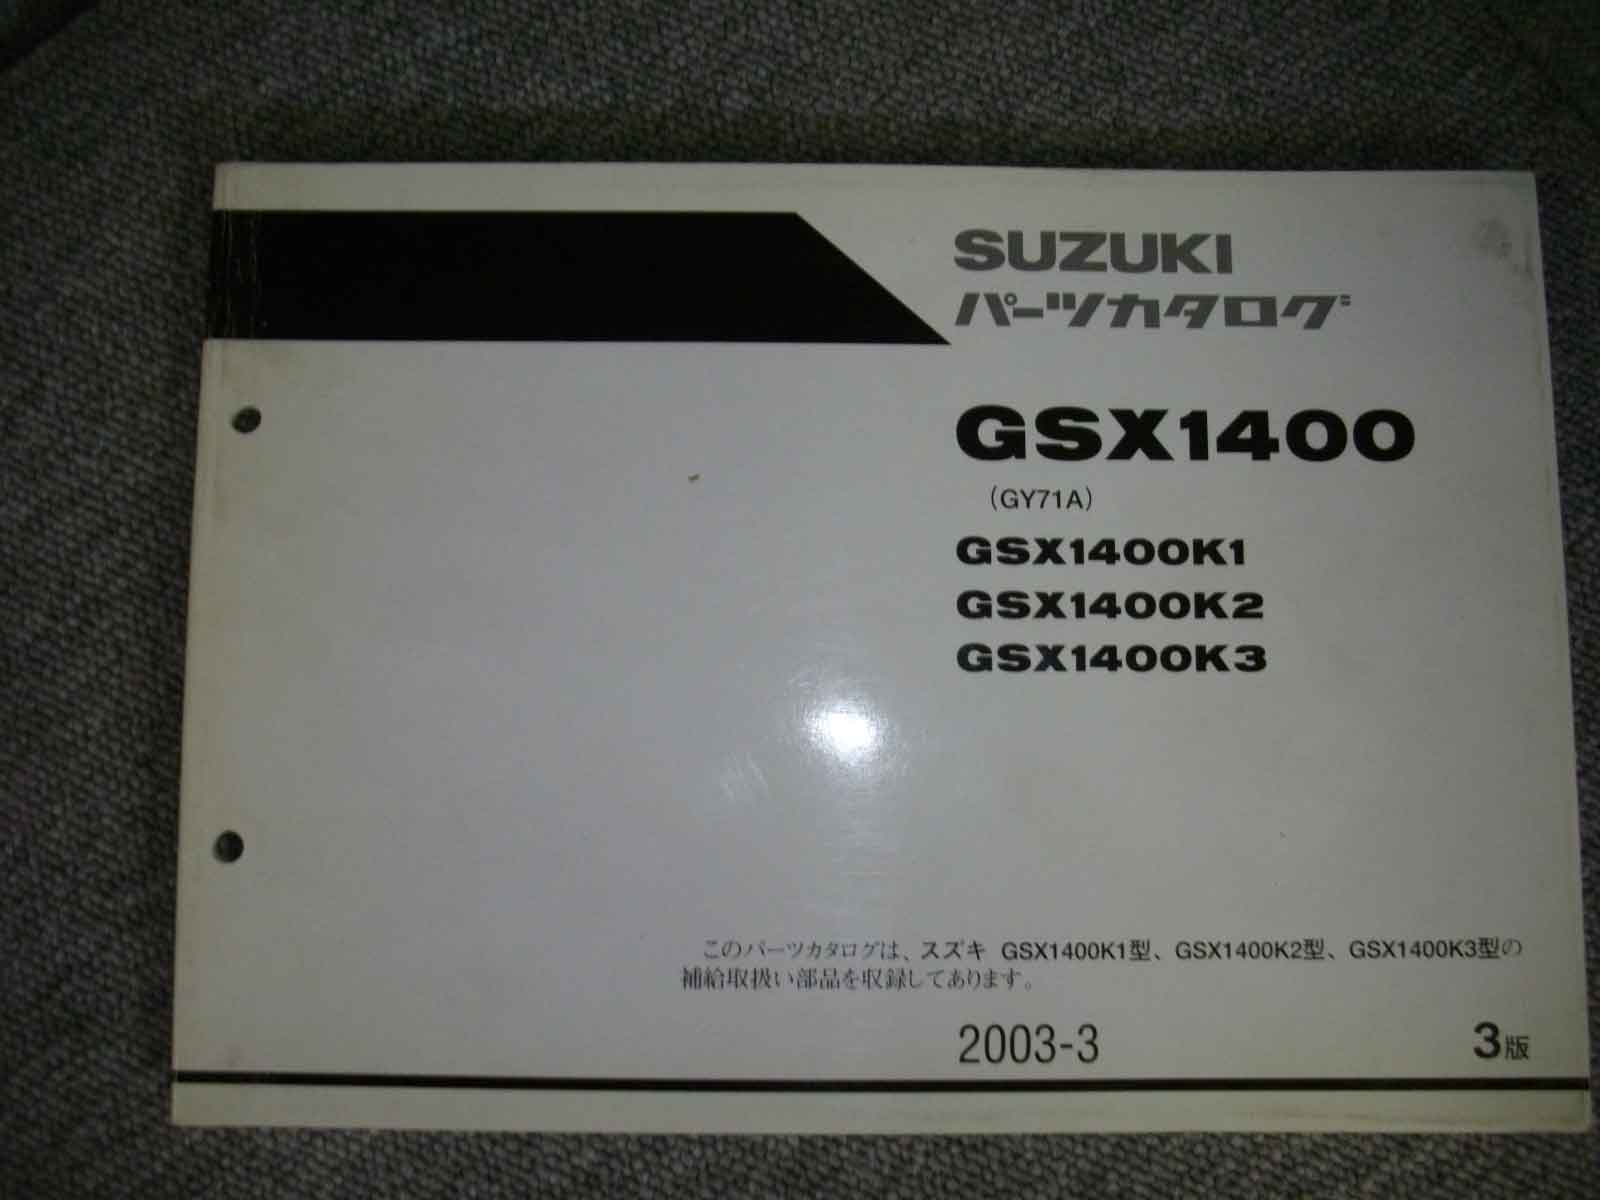 SUZUKI
パーツカタログ
GSX1400
(GY71A)
GSX1400K1
GSX1400K2
GSX1400K3
このパーツカタログは、スズキ GSX1400K1型、GSX1400K2型、GSX1400K3型の
補給取扱い部品を収録してあります。
2003-3 3版